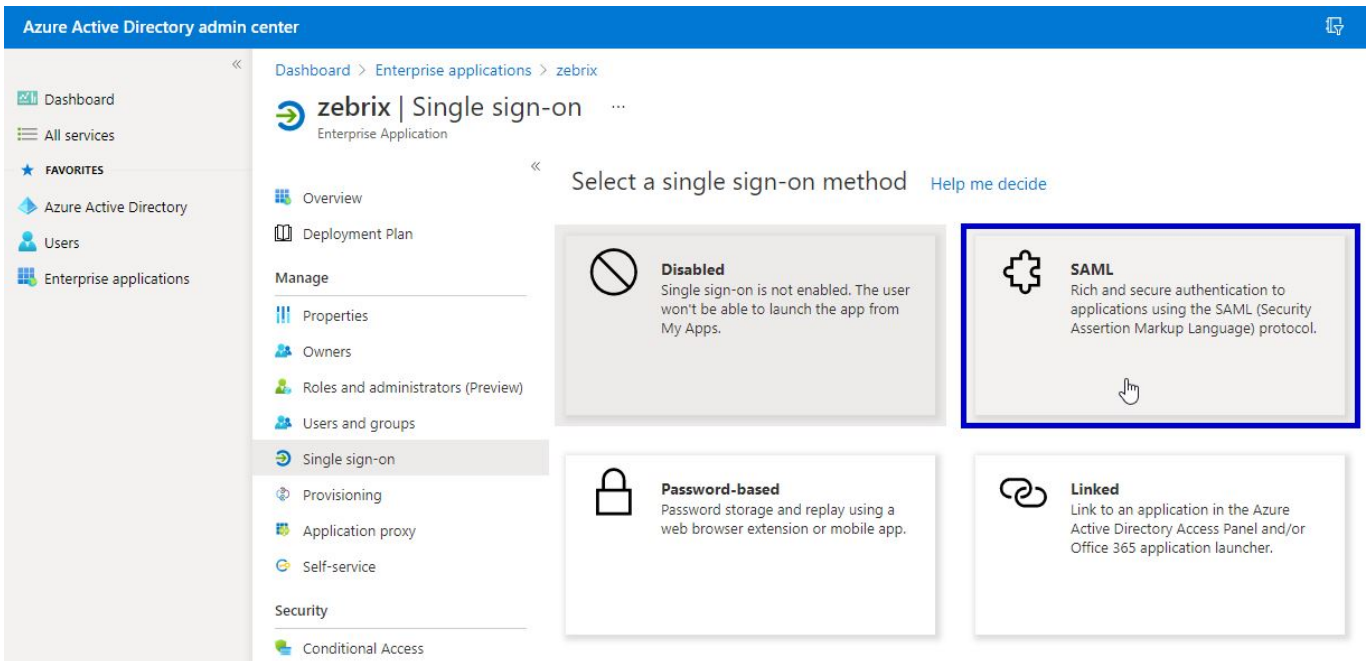 Azure Active Directory admin center
Dashboard
All services
FAVORITES
Azure Active Directory
Users
Enterprise applications
Dashboard > Enterprise applications > zebrix
zebrix | Single sign-on ...
Enterprise Application
Overview
Deployment Plan
Manage
Properties
Owners
Roles and administrators (Preview)
Users and groups
Single sign-on
Provisioning
Application proxy
Self-service
Security
Conditional Access
Select a single sign-on method Help me decide
Disabled
Single sign-on is not enabled. The user
won't be able to launch the app from
My Apps.
SAML
Rich and secure authentication to
applications using the SAML (Security
Assertion Markup Language) protocol.
Password-based
Password storage and replay using a
web browser extension or mobile app.
Linked
Link to an application in the Azure
Active Directory Access Panel and/or
Office 365 application launcher.